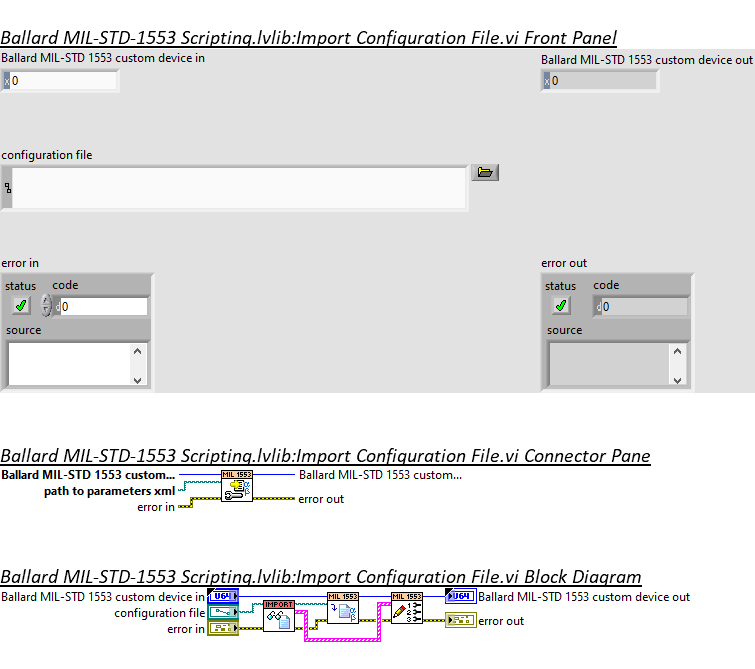 Ballard MIL-STD-1553 Scripting.lvlib:Import Configuration File.vi Front Panel
Ballard MIL-STD 1553 custom device in
Ballard MIL-STD 1553 custom device out
x 0
x 0
configuration file
error in
error out
status code
status code
d 0
d 0
source
source
Ballard MIL-STD-1553 Scripting.lvlib:Import Configuration File.vi Connector Pane
Ballard MIL-STD 1553 custom...
MIL 1553
Ballard MIL-STD 1553 custom...
path to parameters xml
error in
error out
Ballard MIL-STD-1553 Scripting.lvlib:Import Configuration File.vi Block Diagram
Ballard MIL-STD 1553 custom device in
U64
MIL 1553
MIL 1553
U64
Ballard MIL-STD 1553 custom device out
configuration file
IMPORT
1
2
3
error in
error out